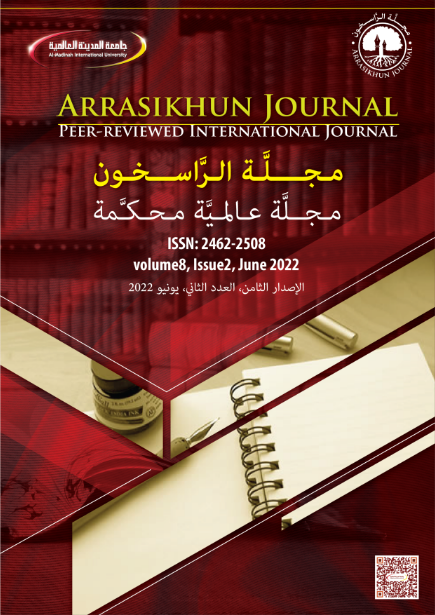 جامعة المدينة العالمية
Al-Madinah International University
مجلة الراسخون
ARRASIKHUN JOURNAL
ARRASIKHUN JOURNAL
PEER-REVIEWED INTERNATIONAL JOURNAL
مجلَّة الرَّاسخون
مجلَّة عالميَّة محكَّمة
ISSN: 2462-2508
volume8, Issue2, June 2022
الإصدار الثامن، العدد الثاني، يونيو 2022